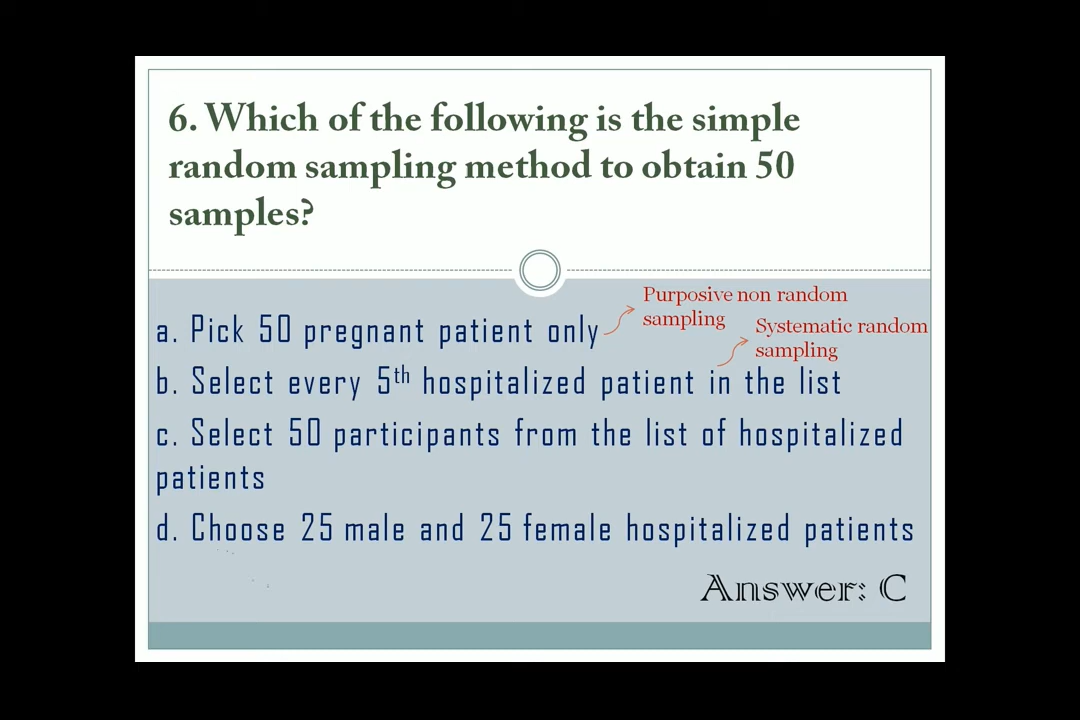 6. Which of the following is the simple
random sampling method to obtain 50
samples?
Purposive non random
sampling
Systematic random
sampling
a. Pick 50 pregnant patient only
b. Select every 5th hospitalized patient in the list
c. Select 50 participants from the list of hospitalized
patients
d. Choose 25 male and 25 female hospitalized patients
Answer: C